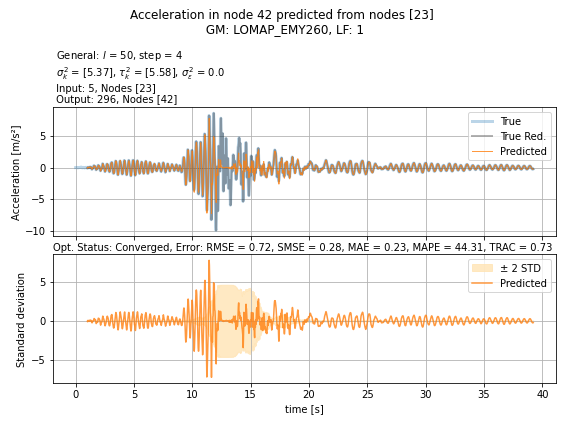 Acceleration in node 42 predicted from nodes [23]
GM: LOMAP_EMY260, LF: 1
General: l = 50, step = 4
σ²ₖ = [5.37], τ²ₖ = [5.58], σ²ε = 0.0
Input: 5, Nodes [23]
Output: 296, Nodes [42]
Acceleration [m/s²]
5
0
−5
−10
True
True Red.
Predicted
Opt. Status: Converged, Error: RMSE = 0.72, SMSE = 0.28, MAE = 0.23, MAPE = 44.31, TRAC = 0.73
Standard deviation
5
0
−5
± 2 STD
Predicted
0 5 10 15 20 25 30 35 40
time [s]